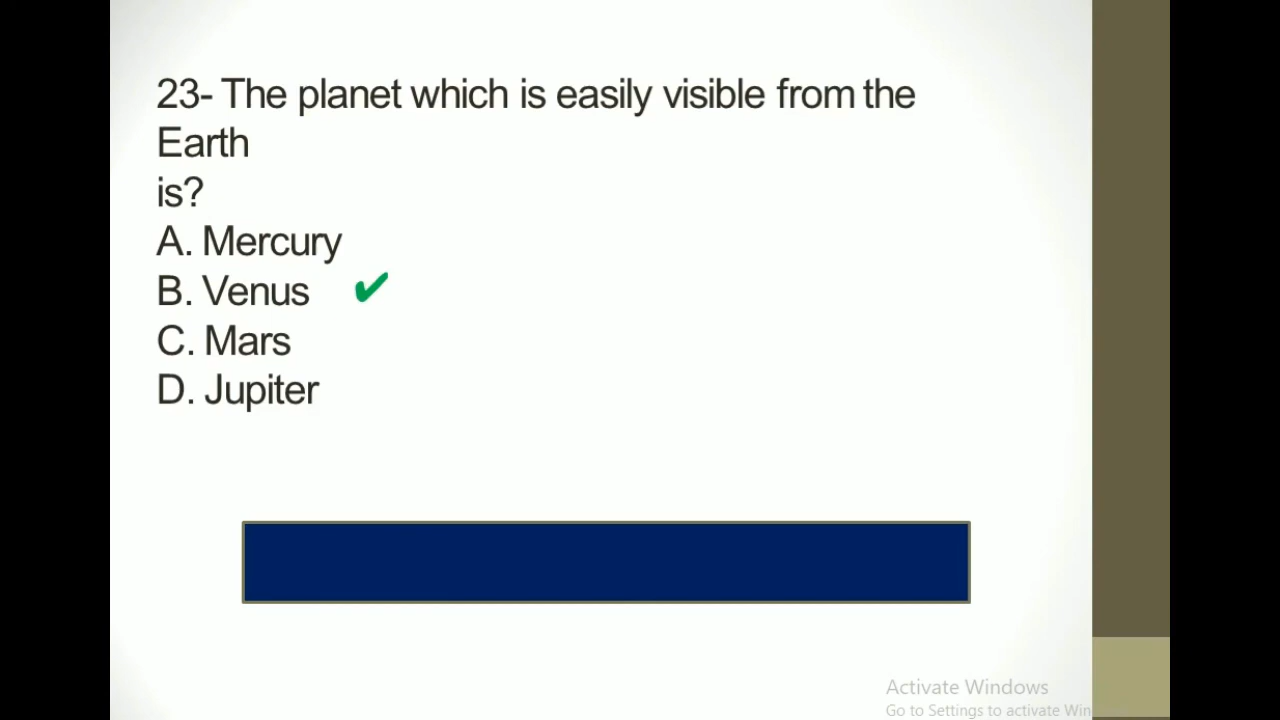 23- The planet which is easily visible from the
Earth
is?
A. Mercury
B. Venus ✔
C. Mars
D. Jupiter
Activate Windows
Go to Settings to activate Win